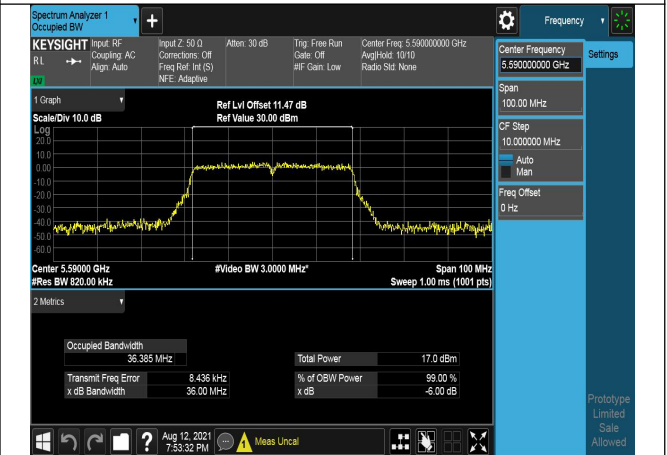 Spectrum Analyzer 1
Occupied BW
+
Frequency
KEYSIGHT
Input: RF
Input Z: 50 Ω
Atten: 30 dB
Trig: Free Run
Center Freq: 5.590000000 GHz
R L
Coupling: AC
Corrections: Off
Gate: Off
Avg|Hold: 10/10
Align: Auto
Freq Ref: Int (S)
#IF Gain: Low
Radio Std: None
NFE: Adaptive
Center Frequency
5.590000000 GHz
Settings
Span
100.00 MHz
CF Step
10.000000 MHz
Auto
Man
Freq Offset
0 Hz
1 Graph
Ref Lvl Offset 11.47 dB
Scale/Div 10.0 dB
Ref Value 30.00 dBm
Log
20.0
10.0
0.00
-10.0
-20.0
-30.0
-40.0
-50.0
-60.0
Center 5.59000 GHz
#Video BW 3.0000 MHz*
Span 100 MHz
#Res BW 820.00 kHz
Sweep 1.00 ms (1001 pts)
2 Metrics
Occupied Bandwidth
36.385 MHz
Total Power
17.0 dBm
Transmit Freq Error
8.436 kHz
% of OBW Power
99.00 %
x dB Bandwidth
36.00 MHz
x dB
-6.00 dB
Prototype
Limited
Sale
Allowed
?
Aug 12, 2021
7:53:32 PM
1
Meas Uncal